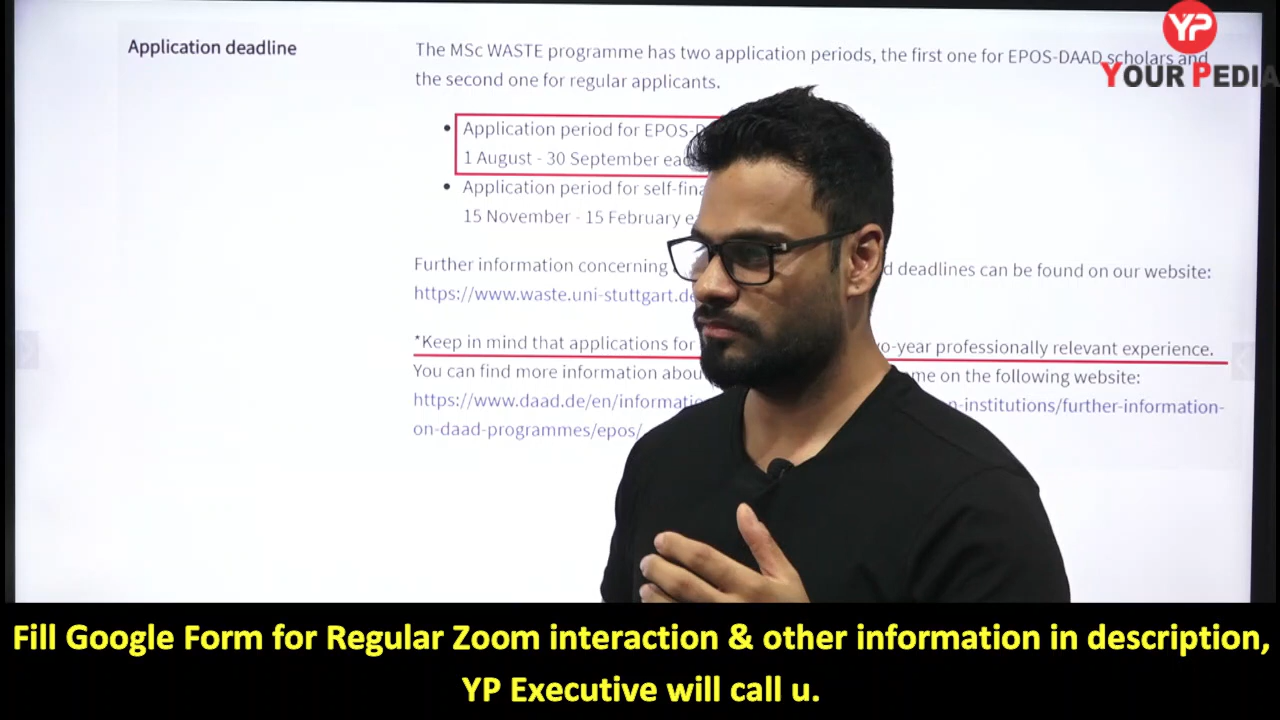 YP
YOUR PEDIA
Application deadline
The MSc WASTE programme has two application periods, the first one for EPOS-DAAD scholars and
the second one for regular applicants.
• Application period for EPOS-D
1 August - 30 September eac
• Application period for self-fina
15 November - 15 February e
Further information concerning d deadlines can be found on our website:
https://www.waste.uni-stuttgart.de
*Keep in mind that applications for wo-year professionally relevant experience.
You can find more information abou me on the following website:
https://www.daad.de/en/informatio n-institutions/further-information-
on-daad-programmes/epos/
Fill Google Form for Regular Zoom interaction & other information in description,
YP Executive will call u.